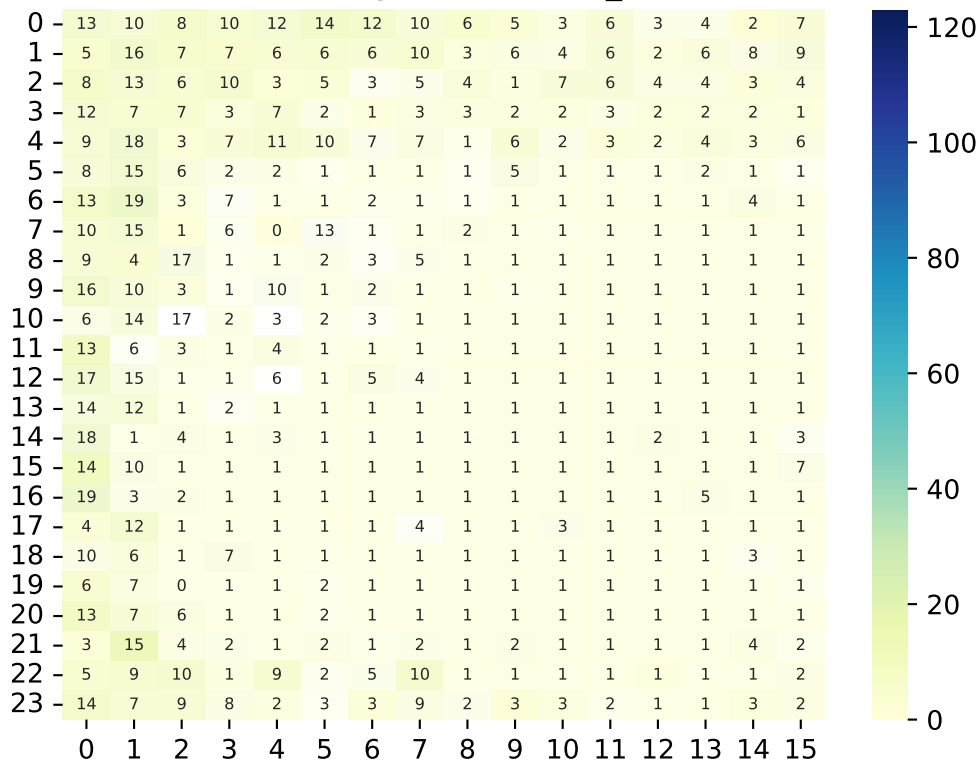 0 13 10 8 10 12 14 12 10 6 5 3 6 3 4 2 7
1 5 16 7 7 6 6 6 10 3 6 4 6 2 6 8 9
2 8 13 6 10 3 5 3 5 4 1 7 6 4 4 3 4
3 12 7 7 3 7 2 1 3 3 2 2 3 2 2 2 1
4 9 18 3 7 11 10 7 7 1 6 2 3 2 4 3 6
5 8 15 6 2 2 1 1 1 1 5 1 1 1 2 1 1
6 13 19 3 7 1 1 2 1 1 1 1 1 1 1 4 1
7 10 15 1 6 0 13 1 1 2 1 1 1 1 1 1 1
8 9 4 17 1 1 2 3 5 1 1 1 1 1 1 1 1
9 16 10 3 1 10 1 2 1 1 1 1 1 1 1 1 1
10 6 14 17 2 3 2 3 1 1 1 1 1 1 1 1 1
11 13 6 3 1 4 1 1 1 1 1 1 1 1 1 1 1
12 17 15 1 1 6 1 5 4 1 1 1 1 1 1 1 1
13 14 12 1 2 1 1 1 1 1 1 1 1 1 1 1 1
14 18 1 4 1 3 1 1 1 1 1 1 1 2 1 1 3
15 14 10 1 1 1 1 1 1 1 1 1 1 1 1 1 7
16 19 3 2 1 1 1 1 1 1 1 1 1 1 5 1 1
17 4 12 1 1 1 1 1 4 1 1 3 1 1 1 1 1
18 10 6 1 7 1 1 1 1 1 1 1 1 1 1 3 1
19 6 7 0 1 1 2 1 1 1 1 1 1 1 1 1 1
20 13 7 6 1 1 2 1 1 1 1 1 1 1 1 1 1
21 3 15 4 2 1 2 1 2 1 2 1 1 1 1 4 2
22 5 9 10 1 9 2 5 10 1 1 1 1 1 1 1 2
23 14 7 9 8 2 3 3 9 2 3 3 2 1 1 3 2
0 1 2 3 4 5 6 7 8 9 10 11 12 13 14 15
120
100
80
60
40
20
0